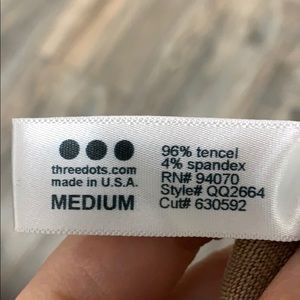 threedots.com
made in U.S.A.
MEDIUM
96% tencel
4% spandex
RN# 94070
Style# QQ2664
Cut# 630592